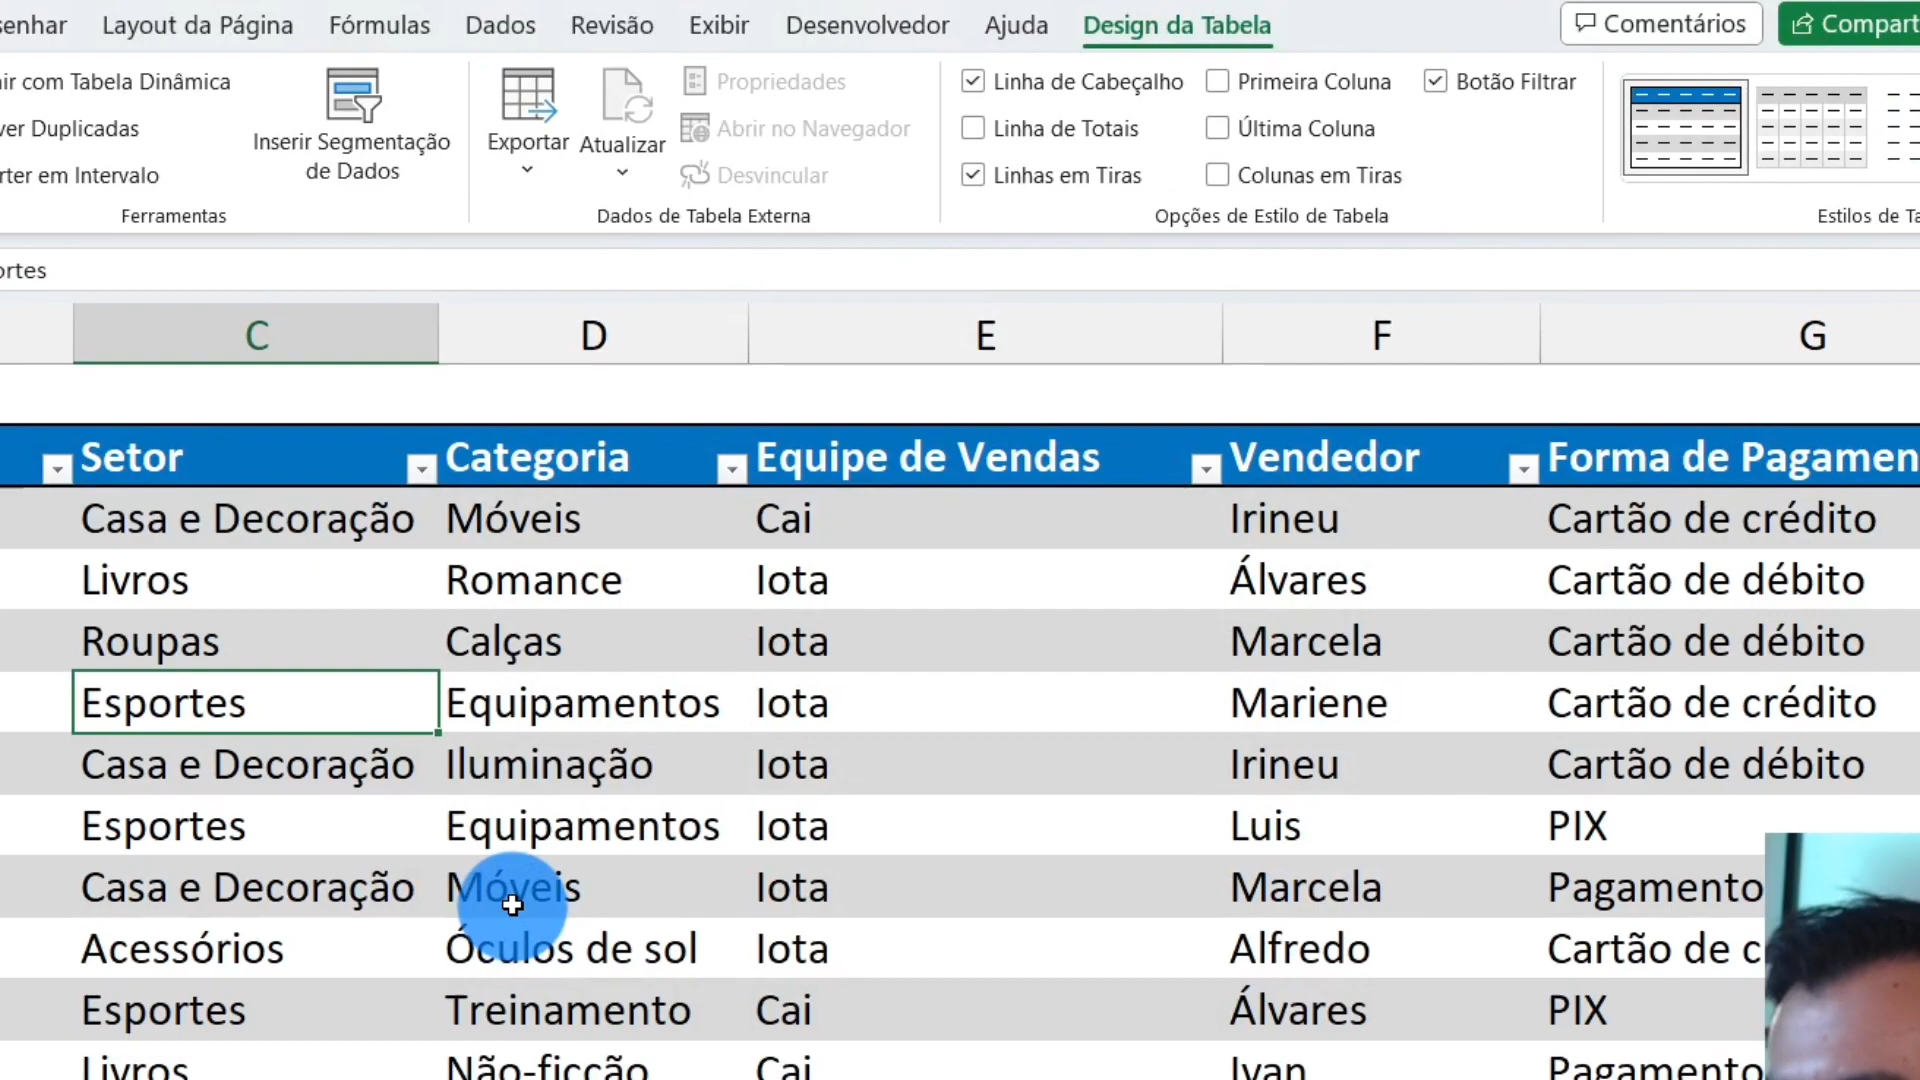 Layout da Página Fórmulas Dados Revisão Exibir Desenvolvedor Ajuda Design da Tabela Comentários
com Tabela Dinâmica
Duplicadas
em Intervalo
Inserir Segmentação
de Dados
Ferramentas
Exportar
Atualizar
Propriedades
Abrir no Navegador
Desvincular
Dados de Tabela Externa
Linha de Cabeçalho Primeira Coluna Botão Filtrar
Linha de Totais Última Coluna
Linhas em Tiras Colunas em Tiras
Opções de Estilo de Tabela
Estilos de
C D E F G
Setor Categoria Equipe de Vendas Vendedor Forma de Pagamen
Casa e Decoração Móveis Cai Irineu Cartão de crédito
Livros Romance Iota Álvares Cartão de débito
Roupas Calças Iota Marcela Cartão de débito
Esportes Equipamentos Iota Mariene Cartão de crédito
Casa e Decoração Iluminação Iota Irineu Cartão de débito
Esportes Equipamentos Iota Luis PIX
Casa e Decoração Móveis Iota Marcela Pagamento
Acessórios Óculos de sol Iota Alfredo Cartão de c
Esportes Treinamento Cai Álvares PIX
Livros Não-ficção Cai Ivan Pagamento